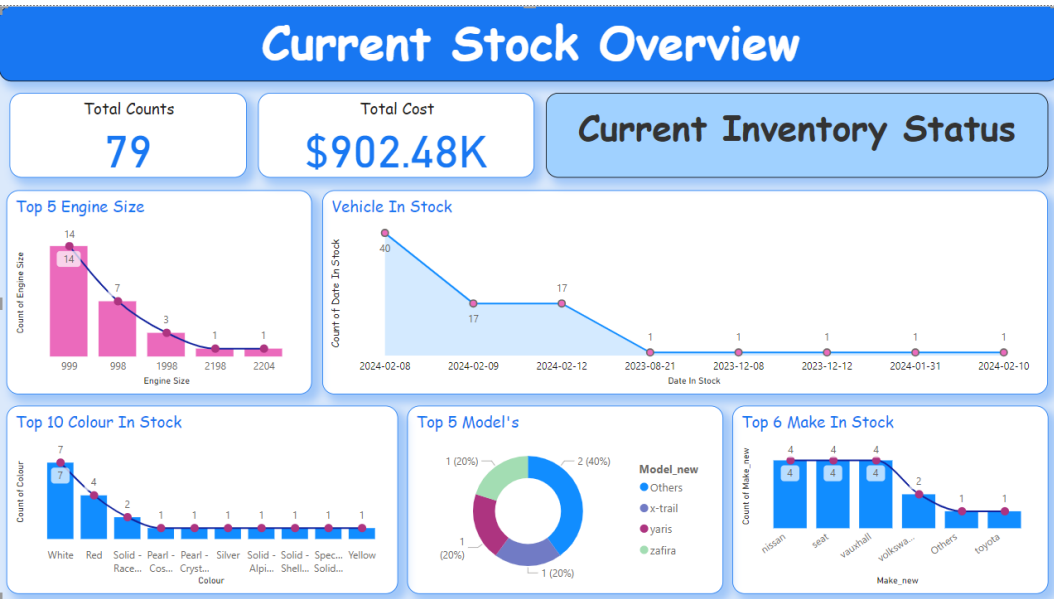 Current Stock Overview
Total Counts
79
Total Cost
$902.48K
Current Inventory Status
Top 5 Engine Size
Count of Engine Size
14
14
7
3
1
1
999 998 1998 2198 2204
Engine Size
Vehicle In Stock
Count of Date In Stock
40
17
17
1 1 1 1 1
2024-02-08 2024-02-09 2024-02-12 2023-08-21 2023-12-08 2023-12-12 2024-01-31 2024-02-10
Date In Stock
Top 10 Colour In Stock
Count of Colour
7
7
4
2
1 1 1 1 1 1 1
White Red Solid - Pearl - Pearl - Silver Solid - Solid - Spec... Yellow
Race... Cos... Cryst... Alpi... Shell... Solid...
Colour
Top 5 Model's
1 (20%)
2 (40%)
1
(20%)
1 (20%)
Model_new
Others
x-trail
yaris
zafira
Top 6 Make In Stock
Count of Make_new
4 4 4
4 4 4
2
1 1
nissan seat vauxhall volkswa... Others toyota
Make_new